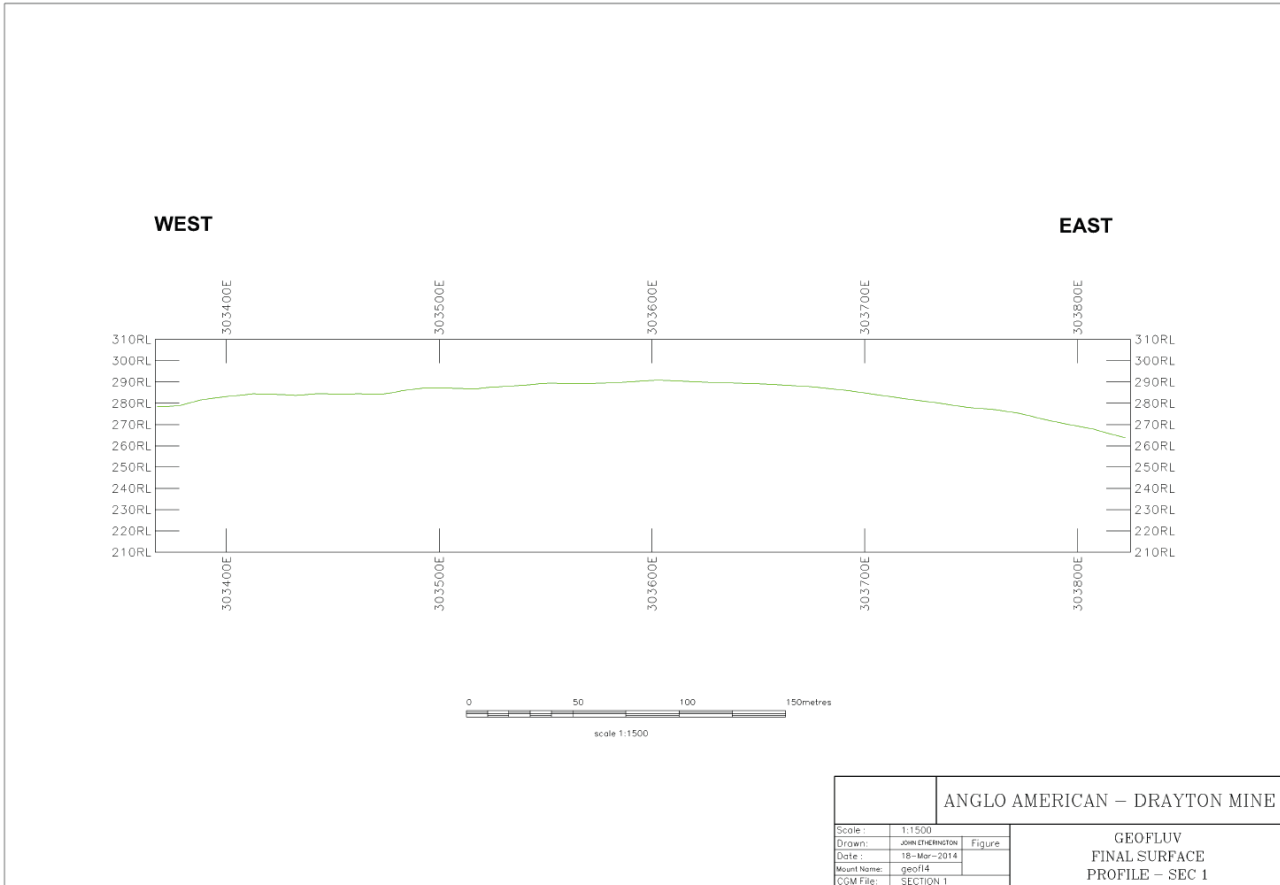 WEST EAST
303400E 303500E 303600E 303700E 303800E
310RL 310RL
300RL 300RL
290RL 290RL
280RL 280RL
270RL 270RL
260RL 260RL
250RL 250RL
240RL 240RL
230RL 230RL
220RL 220RL
210RL 210RL
303400E 303500E 303600E 303700E 303800E
0 50 100 150metres
scale 1:1500
ANGLO AMERICAN – DRAYTON MINE
Scale : 1:1500
Drawn: JOHN ETHERINGTON Figure
Date : 18-Mar-2014
Mount Name: geofl4
CGM File: SECTION 1
GEOFLUV
FINAL SURFACE
PROFILE – SEC 1